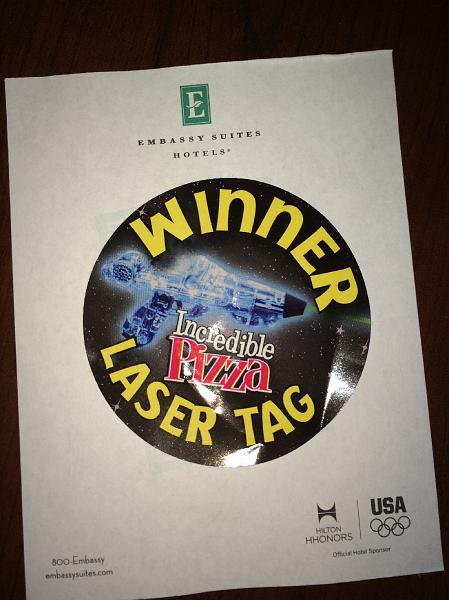 E
EMBASSY SUITES
HOTELS®
WINNER
Incredible
Pizza
LASER TAG
HILTON
HHONORS
USA
Official Hotel Sponsor
800-Embassy
embassysuites.com